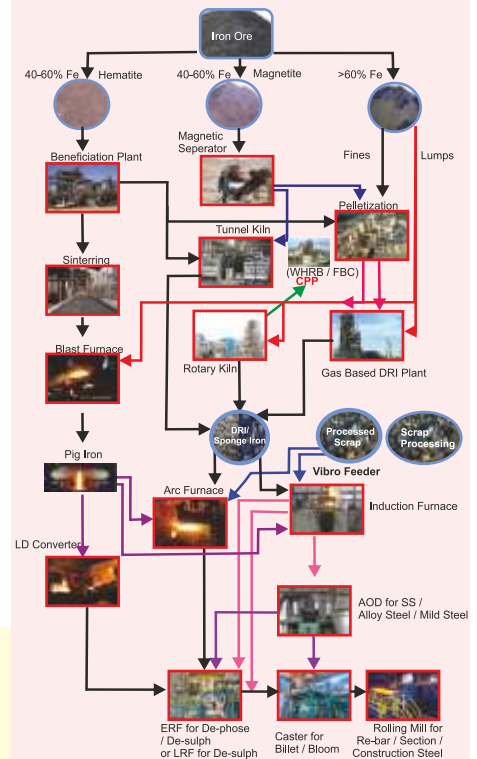 Iron Ore
40-60% Fe Hematite
40-60% Fe Magnetite
>60% Fe
Magnetic
Seperator
Beneficiation Plant
Fines
Lumps
Pelletization
Tunnel Kiln
(WHRB / FBC)
CPP
Sinterring
Blast Furnace
Rotary Kiln
Gas Based DRI Plant
DRI/
Sponge Iron
Processed
Scrap
Scrap
Processing
Vibro Feeder
Pig Iron
Arc Furnace
Induction Furnace
LD Converter
AOD for SS /
Alloy Steel / Mild Steel
ERF for De-phose
/ De-sulph
or LRF for De-sulph
Caster for
Billet / Bloom
Rolling Mill for
Re-bar / Section /
Construction Steel